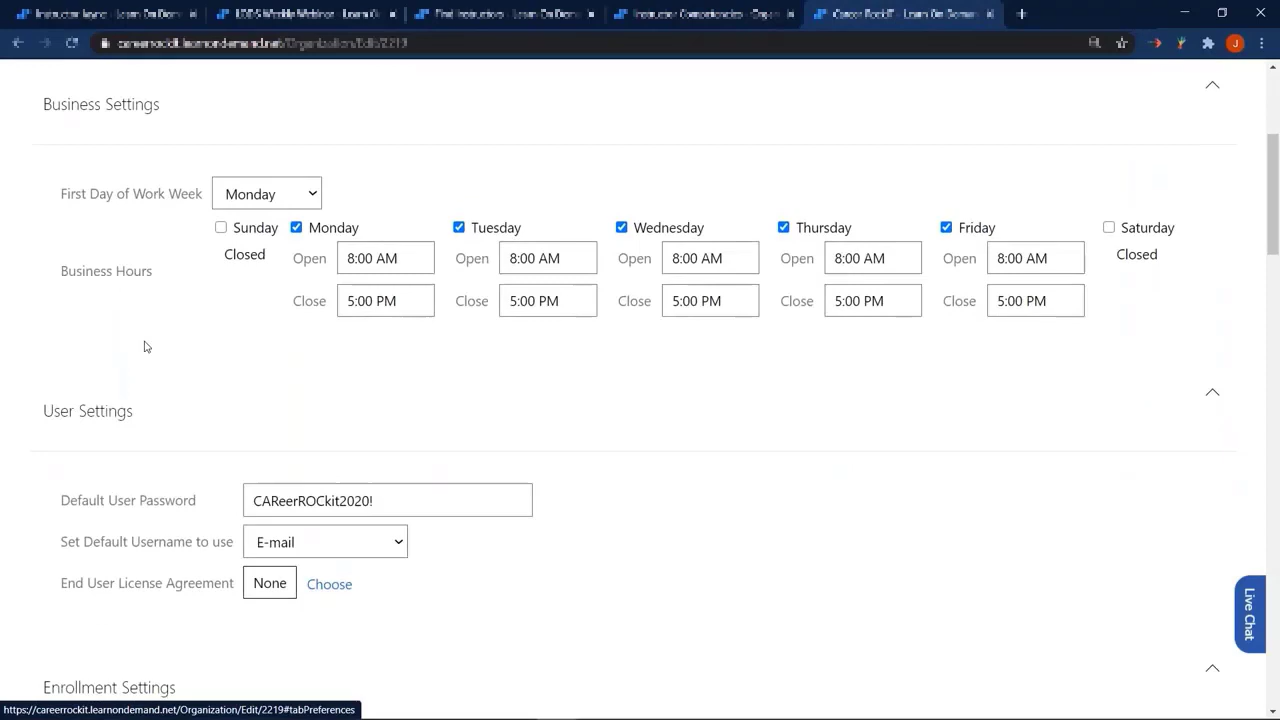 J
Business Settings
First Day of Work Week Monday
Sunday Monday Tuesday Wednesday Thursday Friday Saturday
Closed Open 8:00 AM Open 8:00 AM Open 8:00 AM Open 8:00 AM Open 8:00 AM Closed
Business Hours
Close 5:00 PM Close 5:00 PM Close 5:00 PM Close 5:00 PM Close 5:00 PM
User Settings
Default User Password CAReerROCkit2020!
Set Default Username to use E-mail
End User License Agreement None Choose
Live Chat
Enrollment Settings
https://careerrockit.learnondemand.net/Organization/Edit/2219#tabPreferences